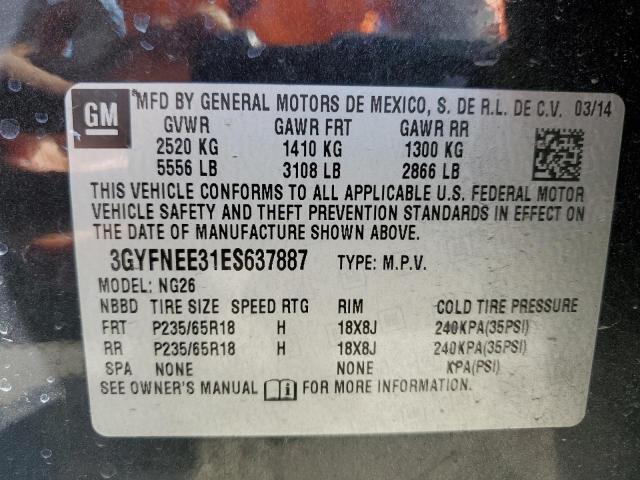 GM MFD BY GENERAL MOTORS DE MEXICO, S. DE R.L. DE C.V. 03/14
GVWR GAWR FRT GAWR RR
2520 KG 1410 KG 1300 KG
5556 LB 3108 LB 2866 LB
THIS VEHICLE CONFORMS TO ALL APPLICABLE U.S. FEDERAL MOTOR
VEHICLE SAFETY AND THEFT PREVENTION STANDARDS IN EFFECT ON
THE DATE OF MANUFACTURE SHOWN ABOVE.
3GYFNEE31ES637887 TYPE: M.P.V.
MODEL: NG26
NBBD TIRE SIZE SPEED RTG RIM COLD TIRE PRESSURE
FRT P235/65R18 H 18X8J 240KPA(35PSI)
RR P235/65R18 H 18X8J 240KPA(35PSI)
SPA NONE NONE KPA(PSI)
SEE OWNER'S MANUAL FOR MORE INFORMATION.